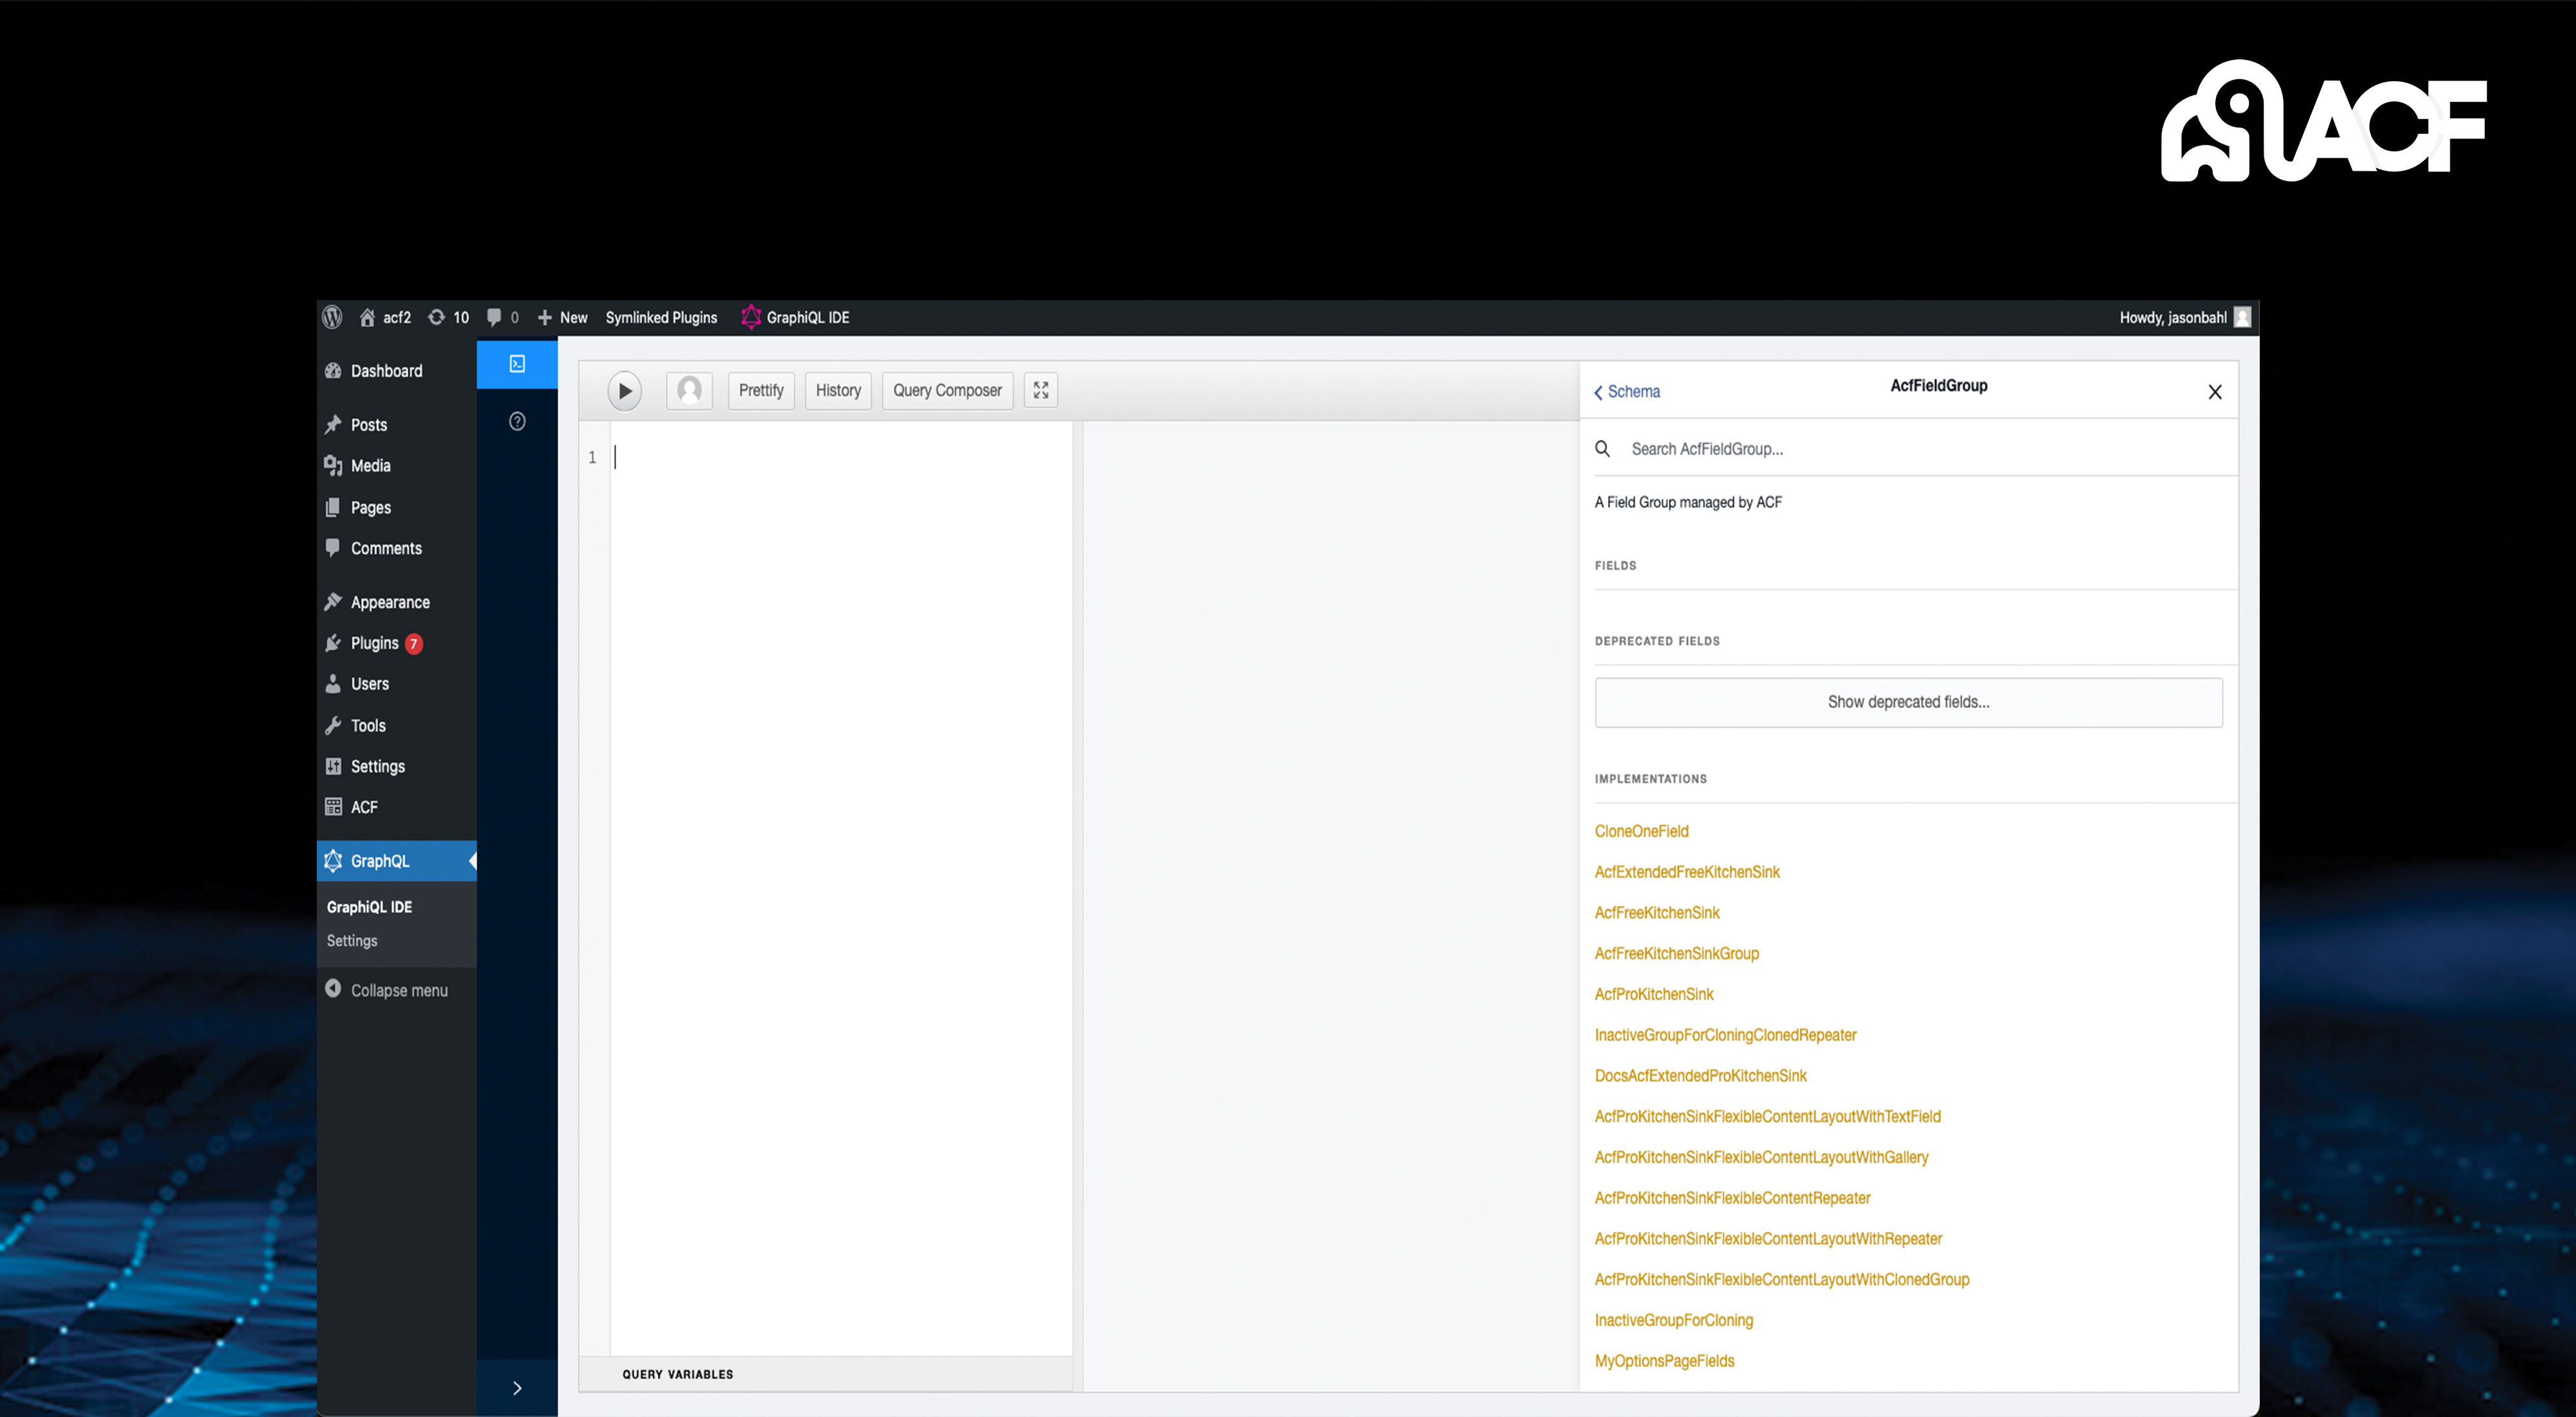 ACF
acf2 10 0 New Symlinked Plugins GraphiQL IDE Howdy, jasonbahl
Dashboard
Posts
Media
Pages
Comments
Appearance
Plugins 7
Users
Tools
Settings
ACF
GraphQL
GraphiQL IDE
Settings
Collapse menu
Prettify History Query Composer
1
QUERY VARIABLES
Schema AcfFieldGroup
Search AcfFieldGroup...
A Field Group managed by ACF
FIELDS
DEPRECATED FIELDS
Show deprecated fields...
IMPLEMENTATIONS
CloneOneField
AcfExtendedFreeKitchenSink
AcfFreeKitchenSink
AcfFreeKitchenSinkGroup
AcfProKitchenSink
InactiveGroupForCloningClonedRepeater
DocsAcfExtendedProKitchenSink
AcfProKitchenSinkFlexibleContentLayoutWithTextField
AcfProKitchenSinkFlexibleContentLayoutWithGallery
AcfProKitchenSinkFlexibleContentRepeater
AcfProKitchenSinkFlexibleContentLayoutWithRepeater
AcfProKitchenSinkFlexibleContentLayoutWithClonedGroup
InactiveGroupForCloning
MyOptionsPageFields